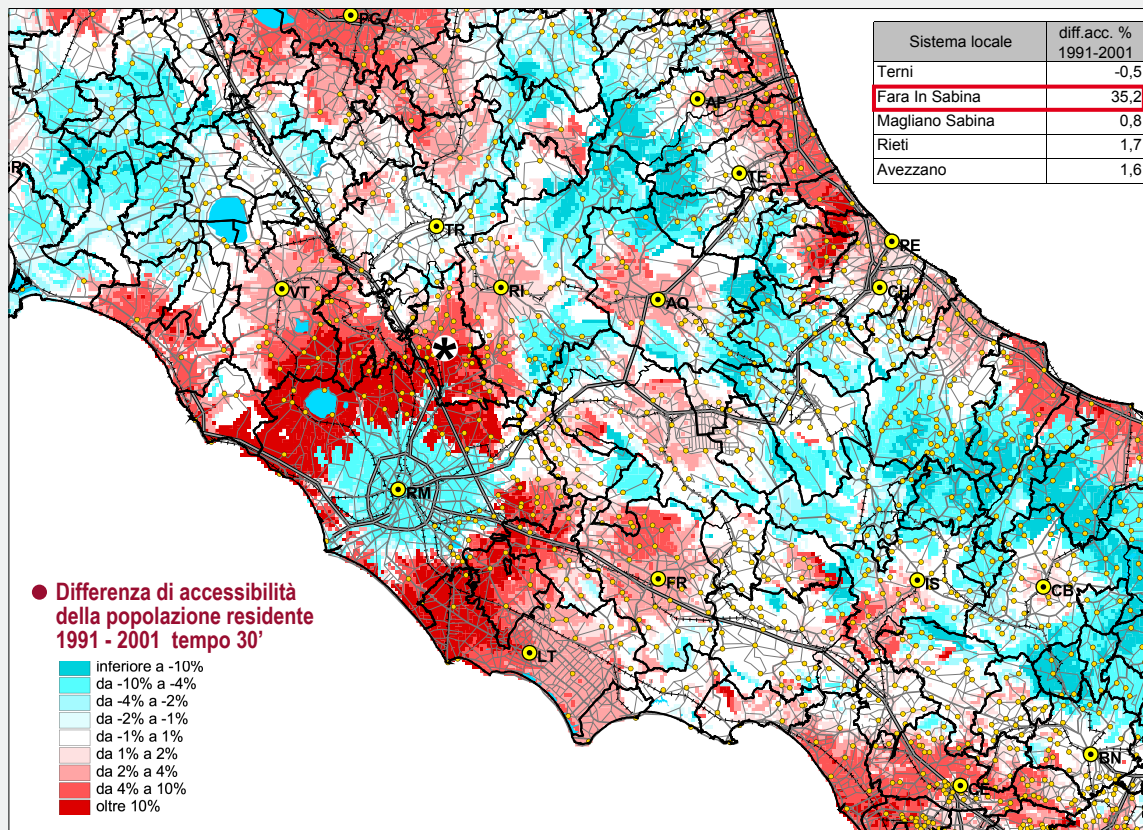 Sistema locale diff.acc. % 1991-2001
Terni -0,5
Fara In Sabina 35,2
Magliano Sabina 0,8
Rieti 1,7
Avezzano 1,6
PG
AP
TE
TR
PE
VT
RI
AQ
CH
RM
FR
IS
CB
LT
BN
CE
*
● Differenza di accessibilità
della popolazione residente
1991 - 2001 tempo 30'
inferiore a -10%
da -10% a -4%
da -4% a -2%
da -2% a -1%
da -1% a 1%
da 1% a 2%
da 2% a 4%
da 4% a 10%
oltre 10%